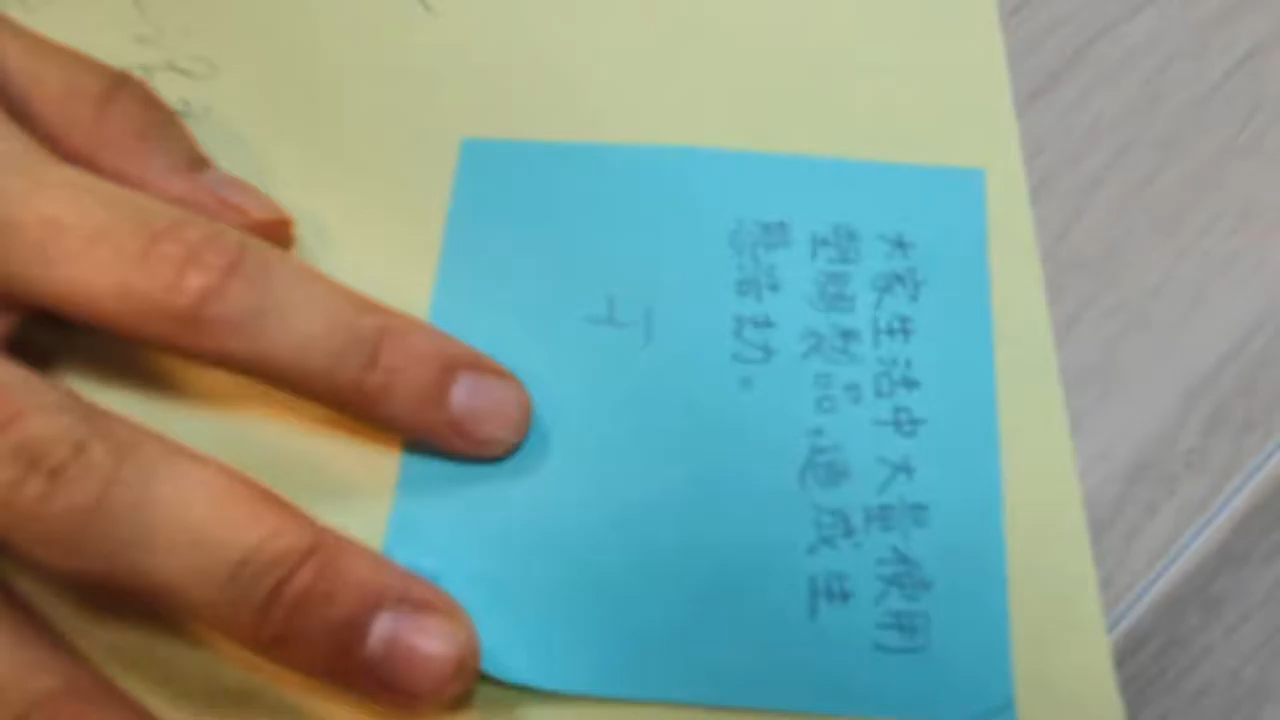 大家生活中大量使用
塑膠製品,造成生
態浩劫。